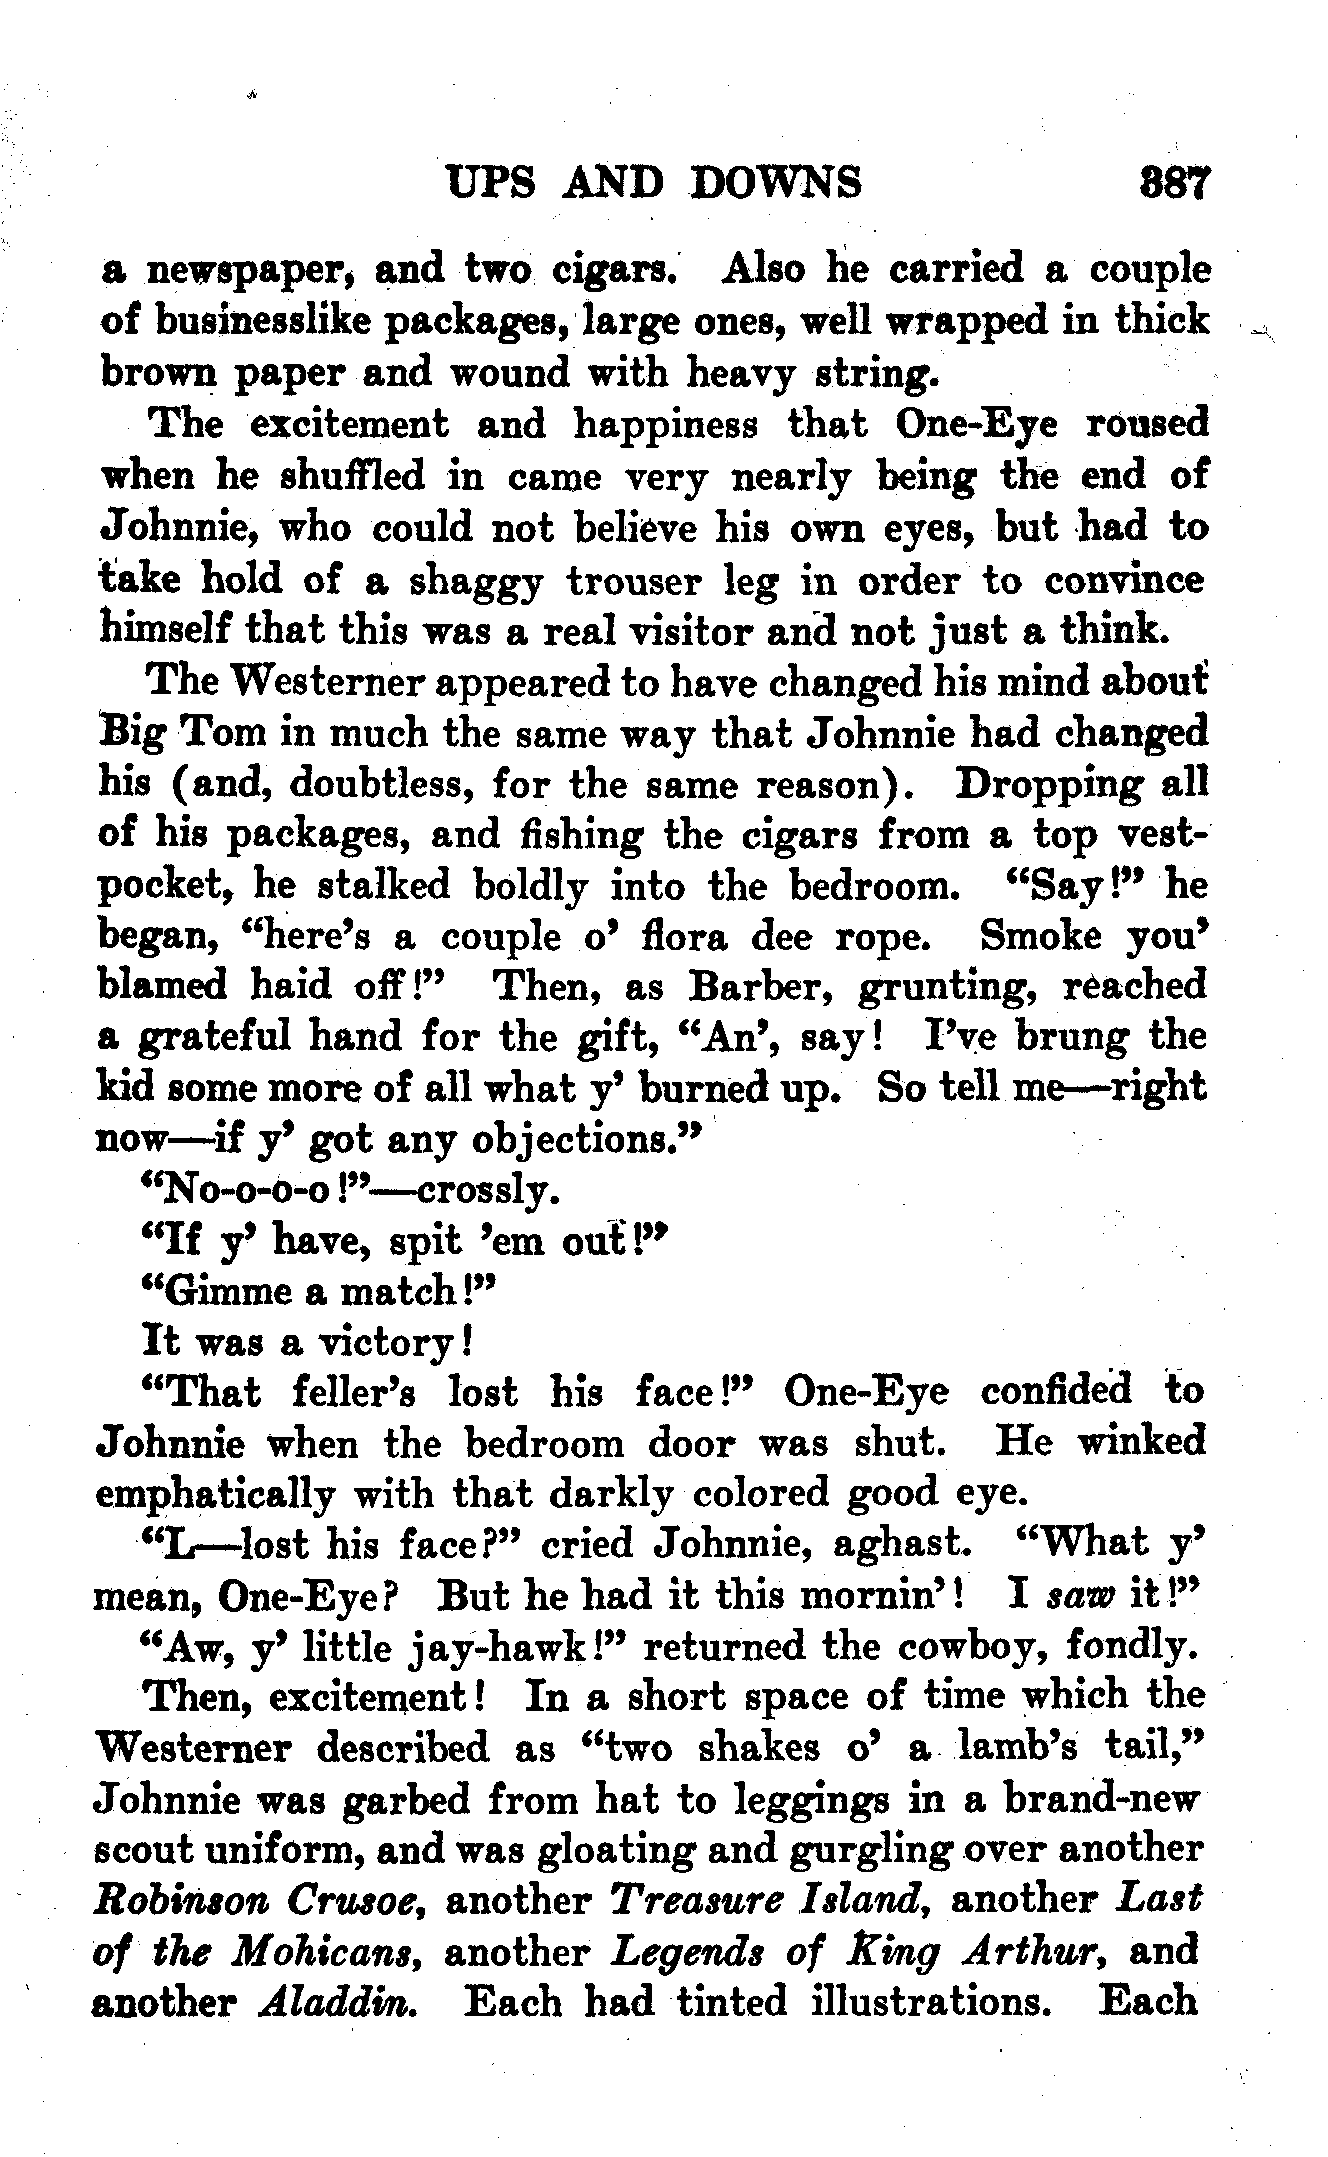 UPS AND DOWNS 387
a newspaper, and two cigars. Also he carried a couple
of businesslike packages, large ones, well wrapped in thick
brown paper and wound with heavy string.
The excitement and happiness that One-Eye roused
when he shuffled in came very nearly being the end of
Johnnie, who could not believe his own eyes, but had to
take hold of a shaggy trouser leg in order to convince
himself that this was a real visitor and not just a think.
The Westerner appeared to have changed his mind about
Big Tom in much the same way that Johnnie had changed
his (and, doubtless, for the same reason). Dropping all
of his packages, and fishing the cigars from a top vest-
pocket, he stalked boldly into the bedroom. “Say!” he
began, “here’s a couple o’ flora dee rope. Smoke you’
blamed haid off!” Then, as Barber, grunting, reached
a grateful hand for the gift, “An’, say! I’ve brung the
kid some more of all what y’ burned up. So tell me—right
now—if y’ got any objections.”
“No-o-o-o!”—crossly.
“If y’ have, spit ’em out!”
“Gimme a match!”
It was a victory!
“That feller’s lost his face!” One-Eye confided to
Johnnie when the bedroom door was shut. He winked
emphatically with that darkly colored good eye.
“L—lost his face?” cried Johnnie, aghast. “What y’
mean, One-Eye? But he had it this mornin’! I saw it!”
“Aw, y’ little jay-hawk!” returned the cowboy, fondly.
Then, excitement! In a short space of time which the
Westerner described as “two shakes o’ a lamb’s tail,”
Johnnie was garbed from hat to leggings in a brand-new
scout uniform, and was gloating and gurgling over another
Robinson Crusoe, another Treasure Island, another Last
of the Mohicans, another Legends of King Arthur, and
another Aladdin. Each had tinted illustrations. Each